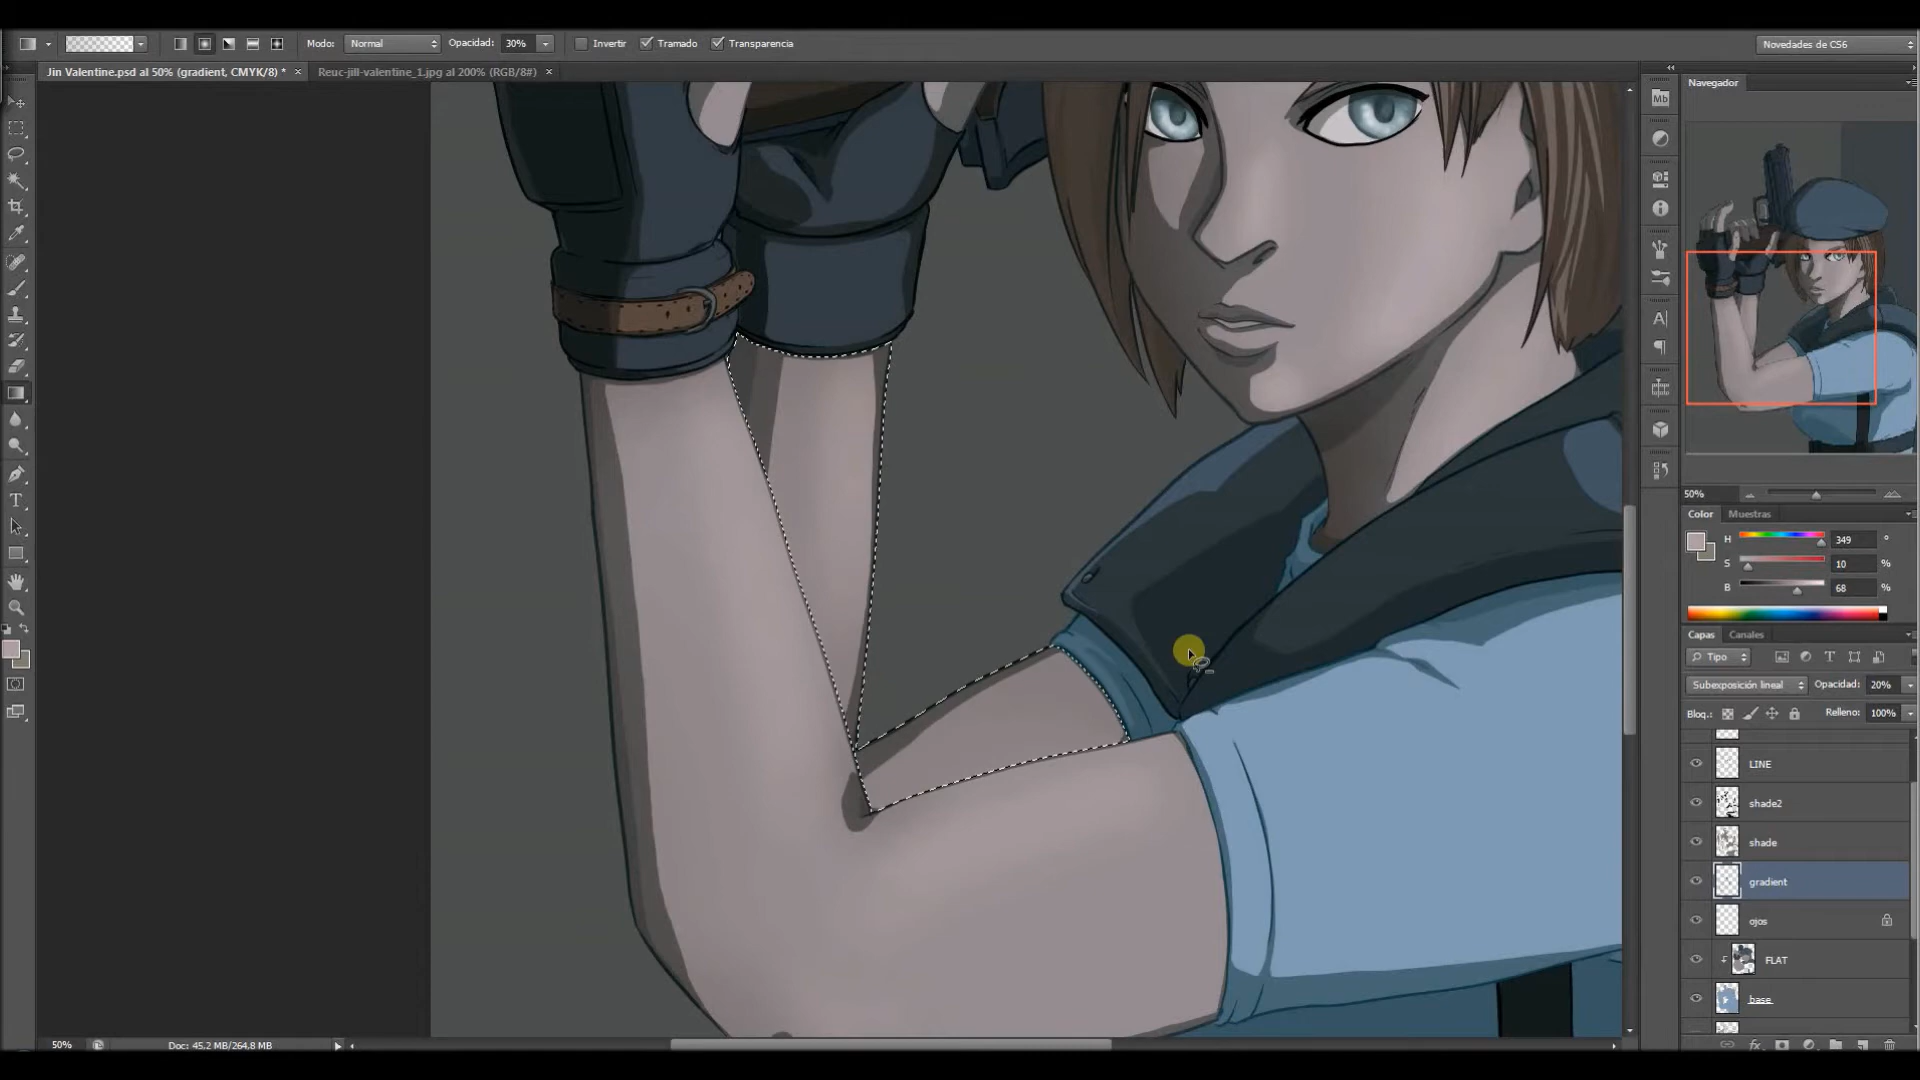 Modo: Normal Opacidad: 30% Invertir Tramado Transparencia Novedades de CS6
Jin Valentine.psd al 50% (gradient, CMYK/8) * × Reuc-jill-valentine_1.jpg al 200% (RGB/8#) ×
Navegador
50%
Color Muestras
H 349 °
S 10 %
B 68 %
Capas Canales
Tipo
Subexposición lineal Opacidad: 20%
Bloq.: Relleno: 100%
LINE
shade2
shade
gradient
ojos
FLAT
base
50% Doc: 45,2 MB/264,8 MB